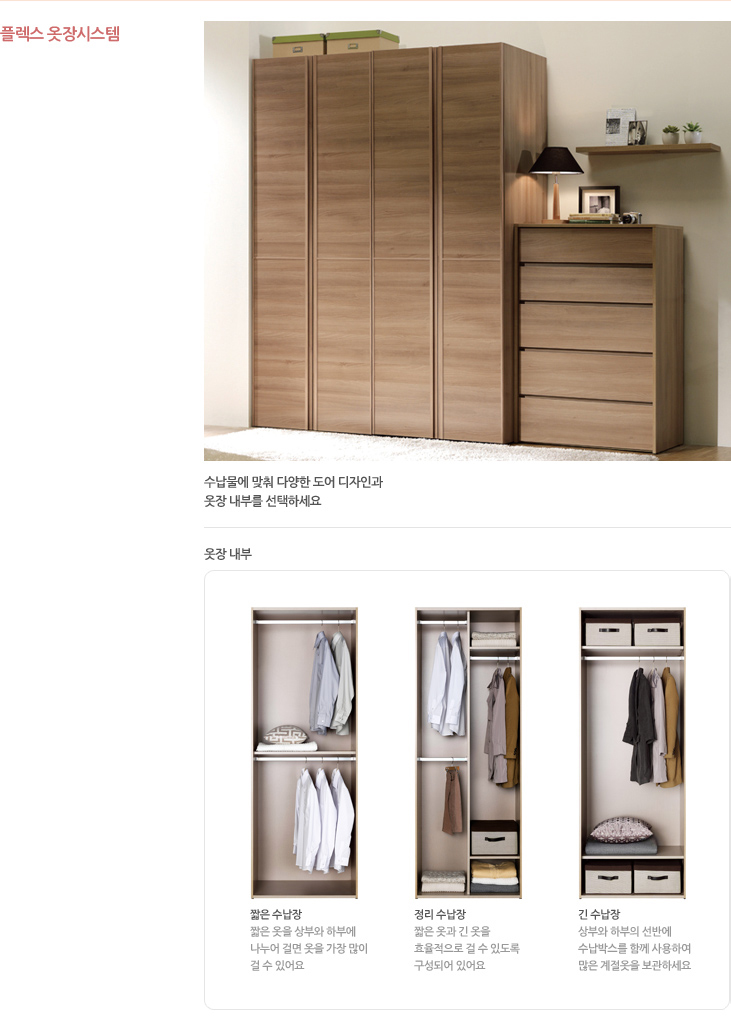 플렉스 옷장시스템
수납물에 맞춰 다양한 도어 디자인과
옷장 내부를 선택하세요
옷장 내부
짧은 수납장
짧은 옷을 상부와 하부에
나누어 걸면 옷을 가장 많이
걸 수 있어요
정리 수납장
짧은 옷과 긴 옷을
효율적으로 걸 수 있도록
구성되어 있어요
긴 수납장
상부와 하부의 선반에
수납박스를 함께 사용하여
많은 계절옷을 보관하세요